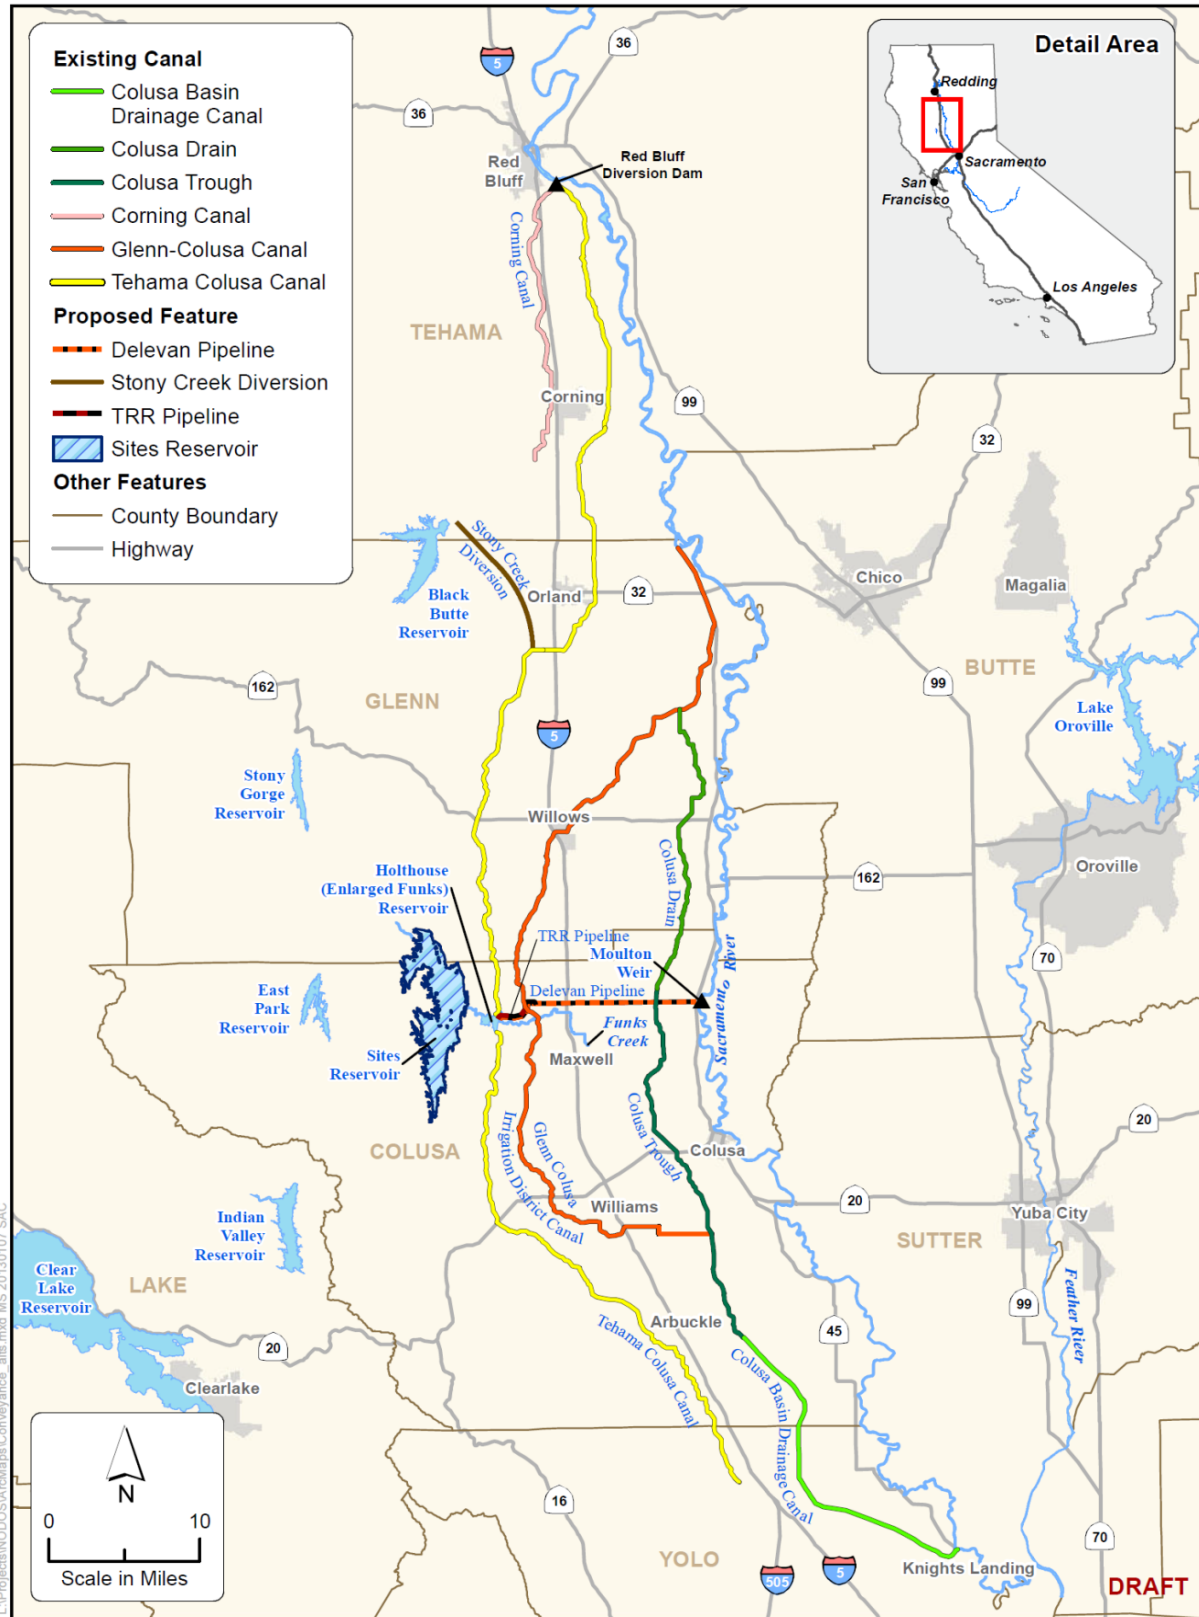 Existing Canal
Colusa Basin
Drainage Canal
Colusa Drain
Colusa Trough
Corning Canal
Glenn-Colusa Canal
Tehama Colusa Canal
Proposed Feature
Delevan Pipeline
Stony Creek Diversion
TRR Pipeline
Sites Reservoir
Other Features
County Boundary
Highway
Detail Area
Redding
Sacramento
San
Francisco
Los Angeles
5
36
36
Red
Bluff
Red Bluff
Diversion Dam
Corning Canal
TEHAMA
Corning
99
32
Stony Creek
Diversion
Black
Butte
Reservoir
Orland
32
Chico
Magalia
162
GLENN
BUTTE
99
5
Lake
Oroville
Stony
Gorge
Reservoir
Willows
Oroville
Holthouse
(Enlarged Funks)
Reservoir
Colusa Drain
162
TRR Pipeline
Moulton
Weir
Sacramento River
70
East
Park
Reservoir
Delevan Pipeline
Funks
Creek
Sites
Reservoir
Maxwell
20
COLUSA
Glenn Colusa
Irrigation District Canal
Colusa Trough
Colusa
Williams
20
Yuba City
Indian
Valley
Reservoir
SUTTER
Clear
Lake
Reservoir
LAKE
Feather Rieer
99
Arbuckle
45
20
Tehama Colusa Canal
Colusa Basin Drainage Canal
Clearlake
N
0 10
Scale in Miles
16
70
YOLO
505
5
Knights Landing
DRAFT